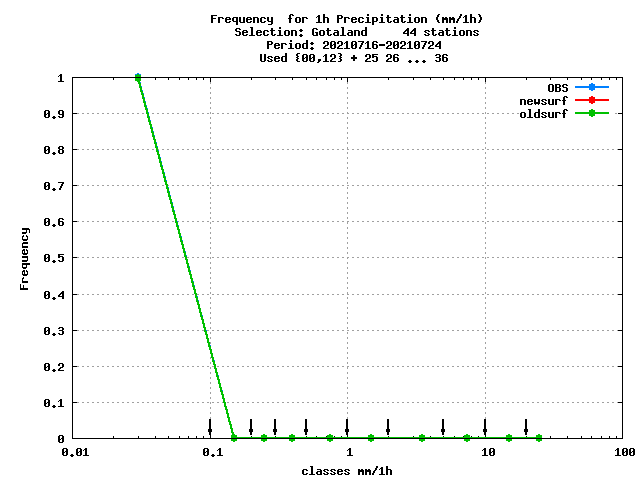 Frequency  for 1h Precipitation (mm/1h)
Selection: Gotaland     44 stations
Period: 20210716-20210724
Used {00,12} + 25 26 ... 36
OBS
newsurf
oldsurf
1
0.9
0.8
0.7
0.6
0.5
0.4
0.3
0.2
0.1
0
Frequency
0.01 0.1 1 10 100
classes mm/1h